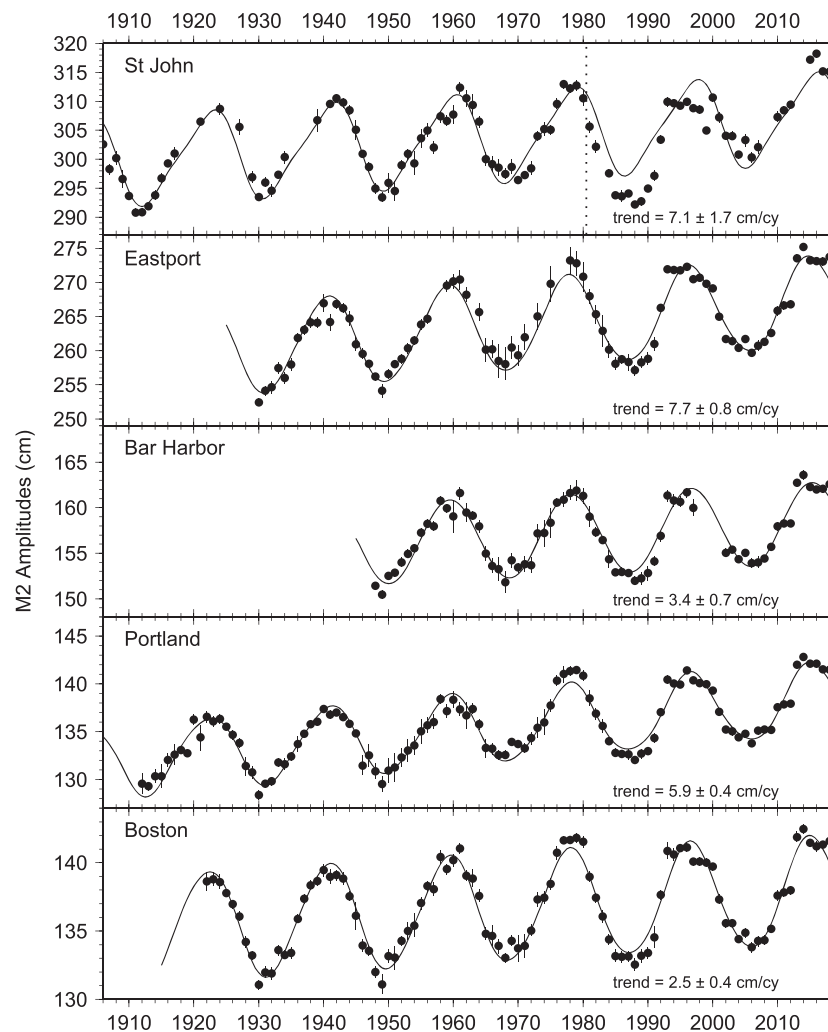 1910 1920 1930 1940 1950 1960 1970 1980 1990 2000 2010
320
315
310
305
300
295
290
St John
trend = 7.1 ± 1.7 cm/cy
275
270
265
260
255
250
Eastport
trend = 7.7 ± 0.8 cm/cy
M2 Amplitudes (cm)
165
160
155
150
Bar Harbor
trend = 3.4 ± 0.7 cm/cy
145
140
135
130
Portland
trend = 5.9 ± 0.4 cm/cy
140
135
130
Boston
trend = 2.5 ± 0.4 cm/cy
1910 1920 1930 1940 1950 1960 1970 1980 1990 2000 2010